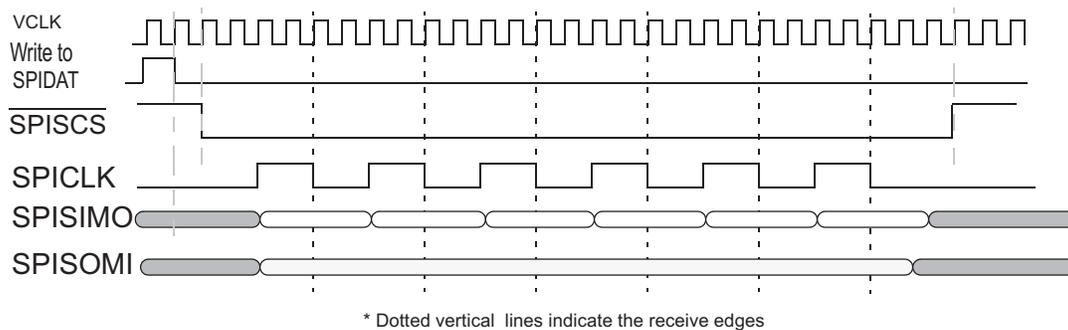 VCLK
Write to
SPIDAT
SPISCS
SPICLK
SPISIMO
SPISOMI
* Dotted vertical lines indicate the receive edges